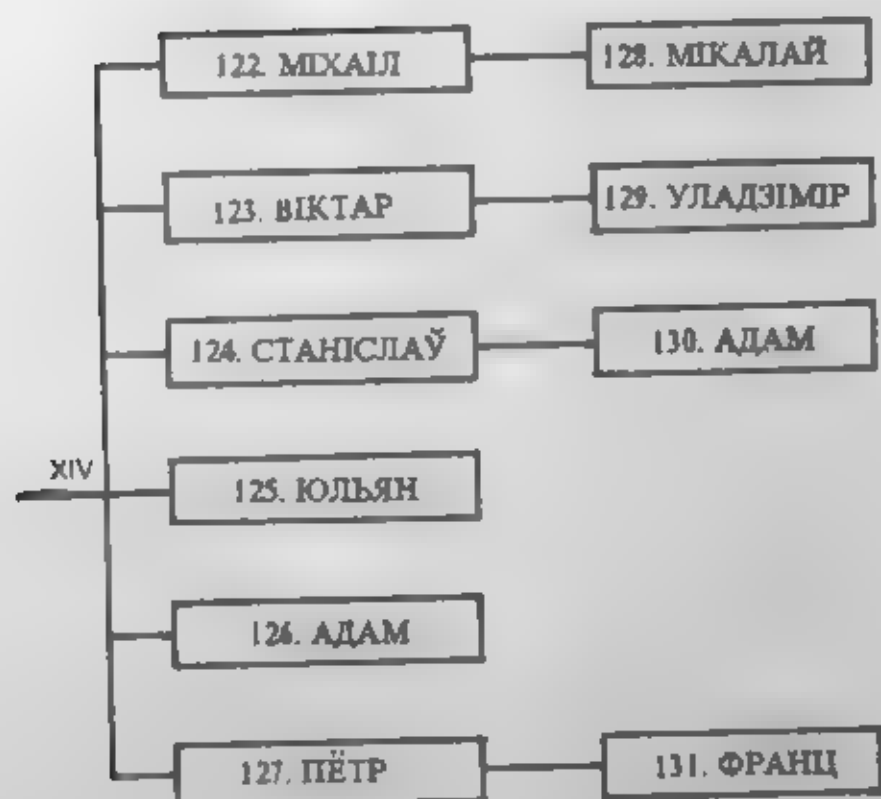 122. МІХАІЛ
128. МІКАЛАЙ
123. ВІКТАР
129. УЛАДЗІМІР
124. СТАНІСЛАЎ
130. АДАМ
XIV
125. ЮЛЬЯН
126. АДАМ
127. ПЁТР
131. ФРАНЦ